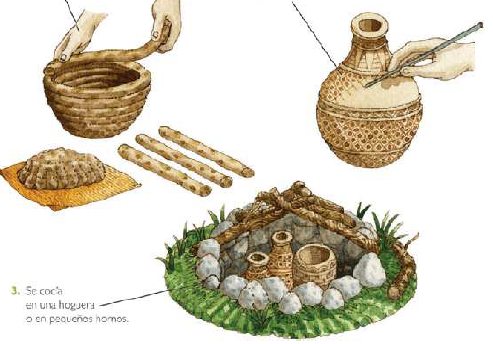 3. Se cocía
en una hoguera
o en pequeños hornos.